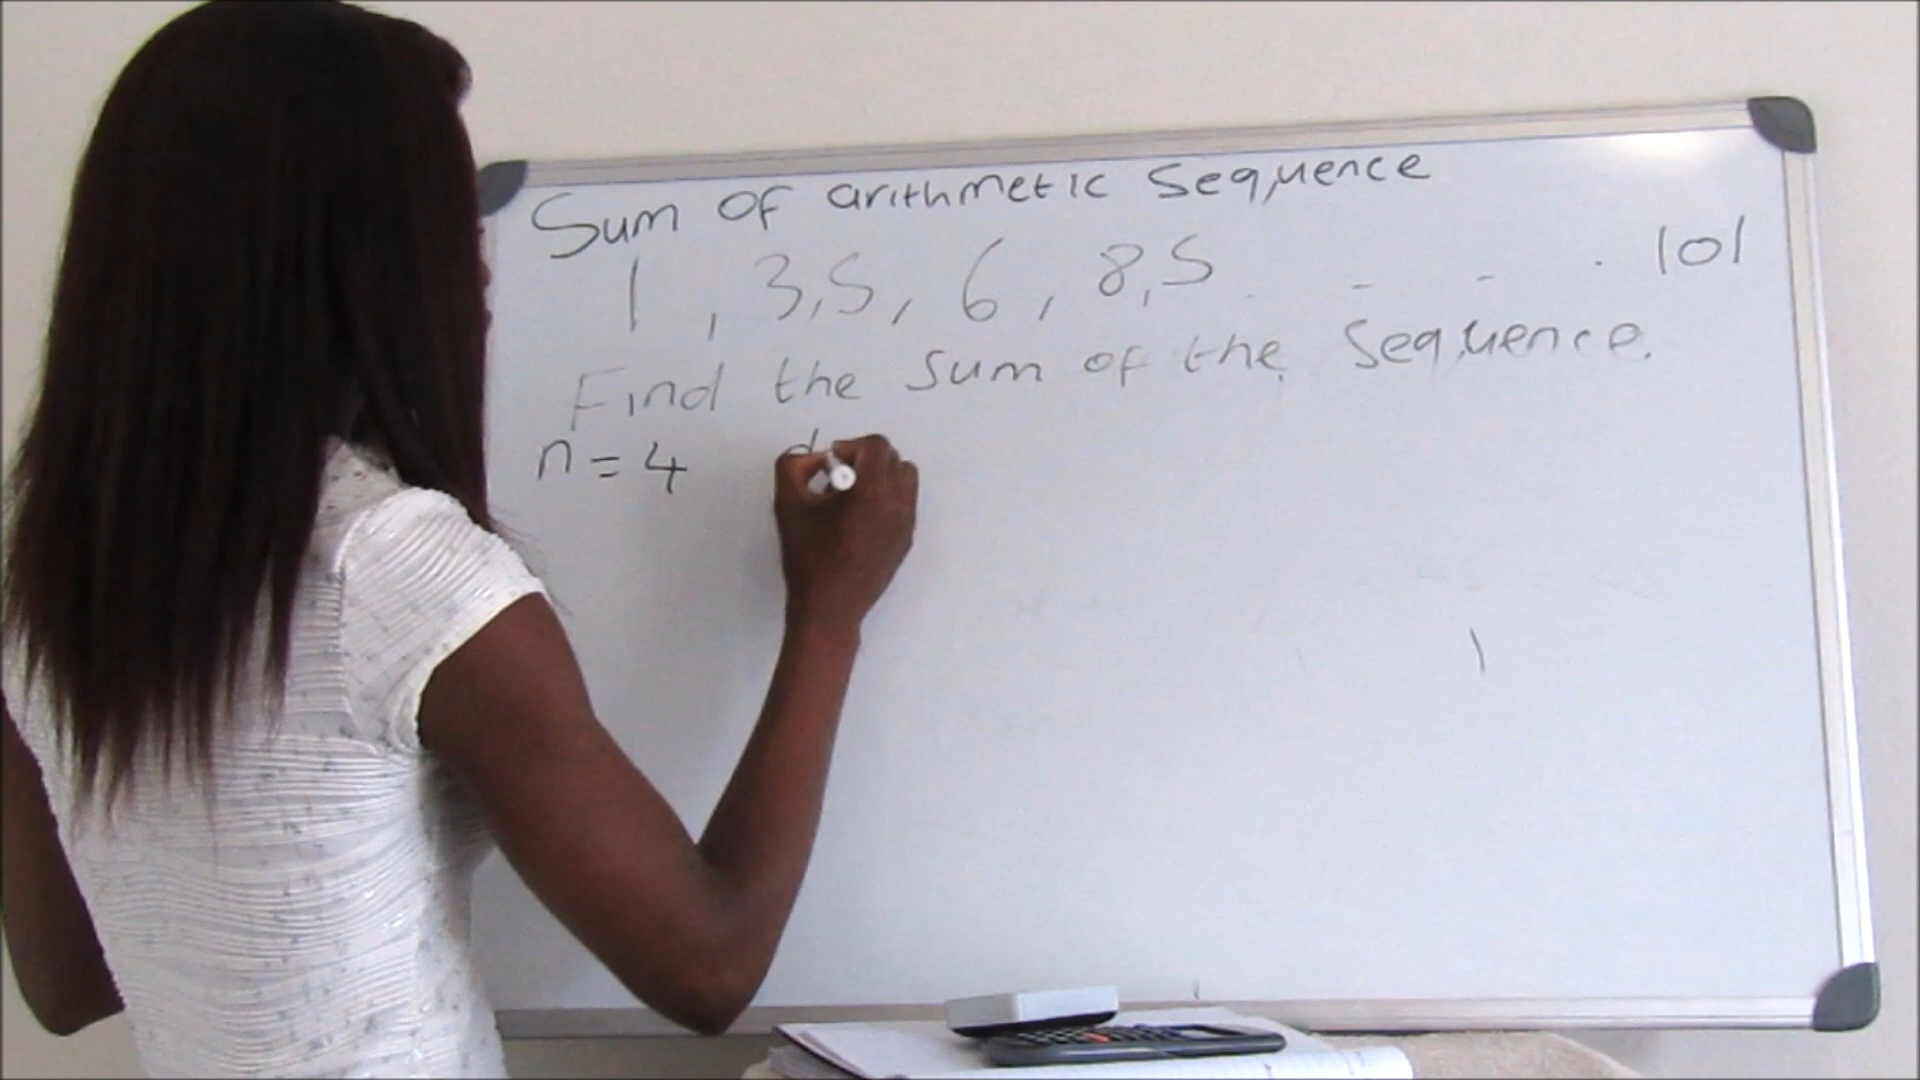 Sum of arithmetic sequence
1 , 3,5 , 6 , 8,5 . - - . 101
Find the sum of the sequence.
n = 4 d